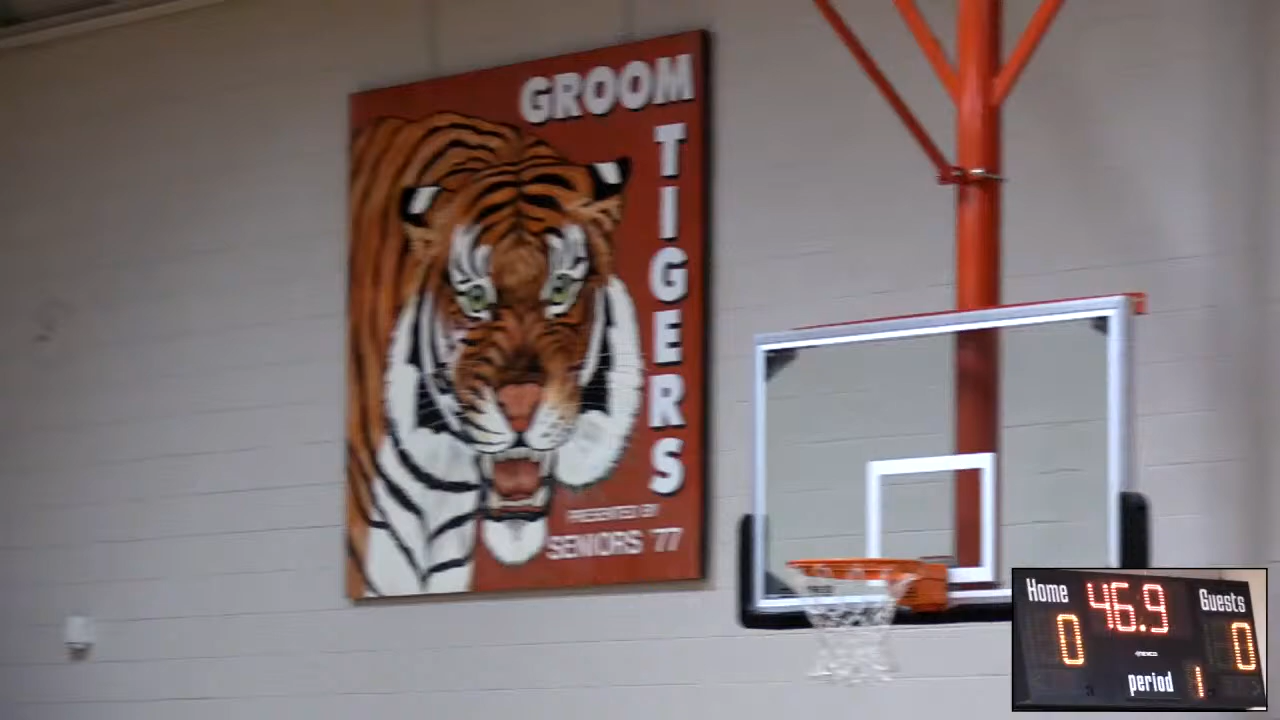 GROOM
TIGERS
PRESENTED BY
SENIORS '77
Home 46.9 Guests
0 0
period 1